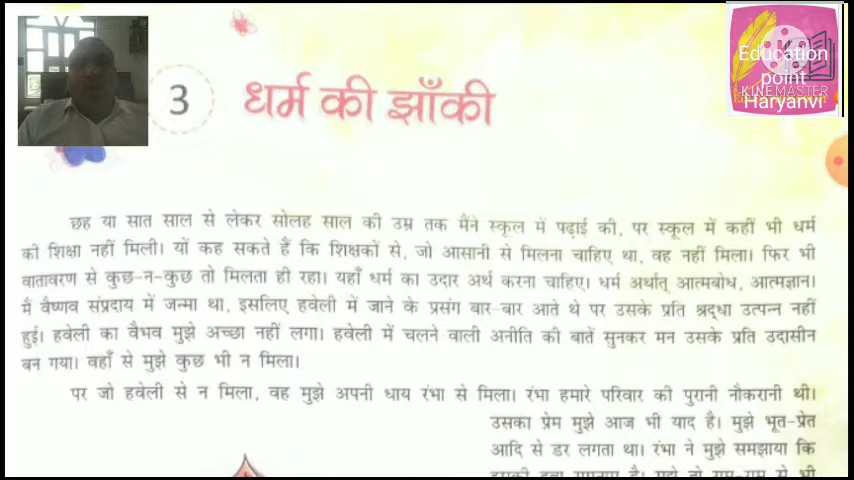 Education
point
KINEMASTER
Haryanvi
3
धर्म की झाँकी
छह या सात साल से लेकर सोलह साल की उम्र तक मैंने स्कूल में पढ़ाई की, पर स्कूल में कहीं भी धर्म
की शिक्षा नहीं मिली। यों कह सकते हैं कि शिक्षकों से, जो आसानी से मिलना चाहिए था, वह नहीं मिला। फिर भी
वातावरण से कुछ-न-कुछ तो मिलता ही रहा। यहाँ धर्म का उदार अर्थ करना चाहिए। धर्म अर्थात् आत्मबोध, आत्मज्ञान।
मैं वैष्णव संप्रदाय में जन्मा था, इसलिए हवेली में जाने के प्रसंग बार-बार आते थे पर उसके प्रति श्रद्धा उत्पन्न नहीं
हुई। हवेली का वैभव मुझे अच्छा नहीं लगा। हवेली में चलने वाली अनीति की बातें सुनकर मन उसके प्रति उदासीन
बन गया। वहाँ से मुझे कुछ भी न मिला।
पर जो हवेली से न मिला, वह मुझे अपनी धाय रंभा से मिला। रंभा हमारे परिवार की पुरानी नौकरानी थी।
उसका प्रेम मुझे आज भी याद है। मुझे भूत-प्रेत
आदि से डर लगता था। रंभा ने मुझे समझाया कि